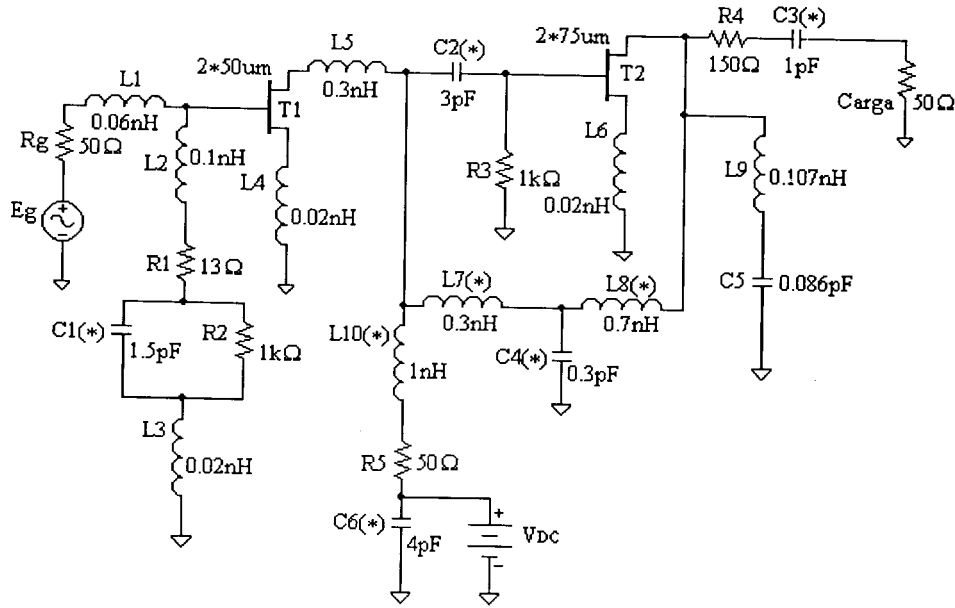 R4
C3(*)
2*75um
L5
C2(*)
150Ω
1pF
2*50um
T2
L1
0.3nH
T1
3pF
Carga
50Ω
0.06nH
Rg
50Ω
L6
L2
0.1nH
L4
R3
1kΩ
L9
0.107nH
Eg
0.02nH
0.02nH
R1
13Ω
L7(*)
L8(*)
C5
0.086pF
0.3nH
0.7nH
C1(*)
R2
L10(*)
1.5pF
1kΩ
C4(*)
0.3pF
1nH
L3
0.02nH
R5
50Ω
C6(*)
4pF
VDC